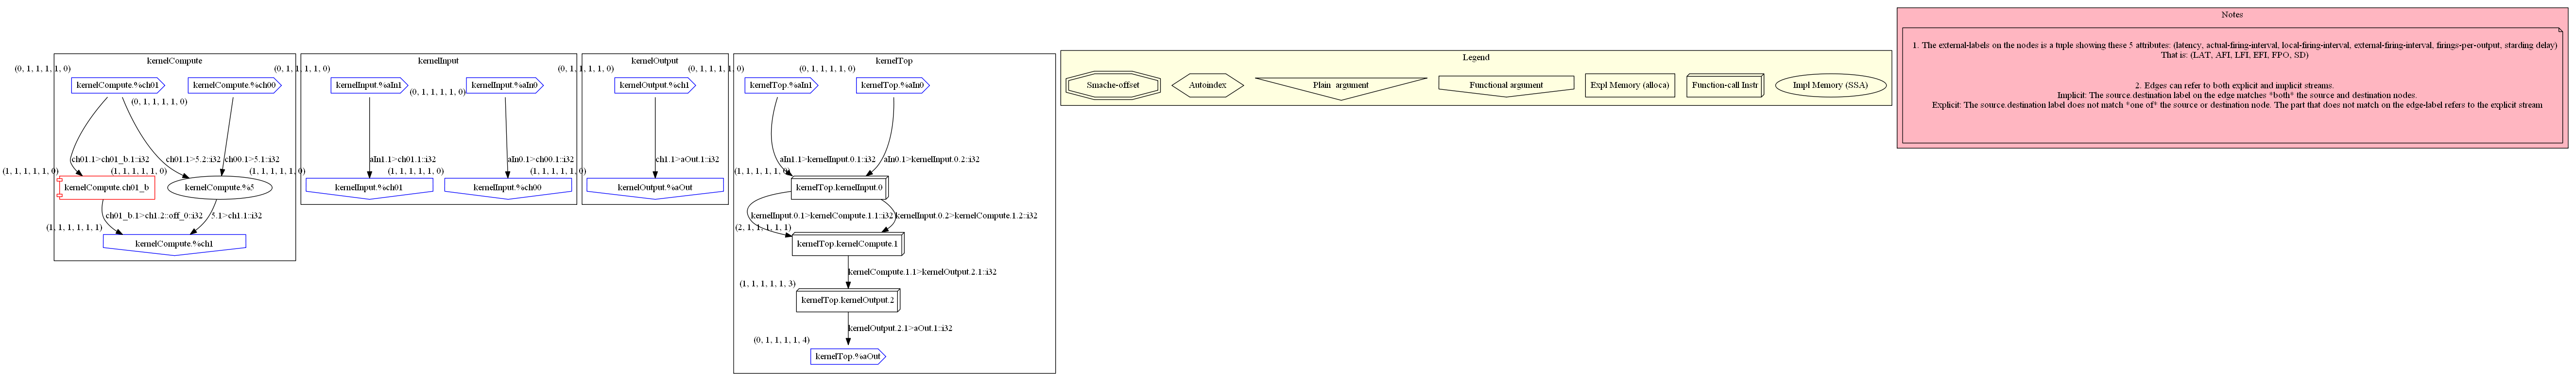 kernelCompute
(0, 1, 1, 1, 1, 0)
kernelCompute.%ch01
(0, 1, 1, 1, 1, 0)
kernelCompute.%ch00
ch01.1>ch01_b.1::i32
ch01.1>5.2::i32
ch00.1>5.1::i32
(1, 1, 1, 1, 1, 0)
kernelCompute.ch01_b
(1, 1, 1, 1, 1, 0)
kernelCompute.%5
ch01_b.1>ch1.2::off_0::i32
5.1>ch1.1::i32
(1, 1, 1, 1, 1, 1)
kernelCompute.%ch1
kernelInput
(0, 1, 1, 1, 1, 0)
kernelInput.%aIn1
(0, 1, 1, 1, 1, 0)
kernelInput.%aIn0
aIn1.1>ch01.1::i32
aIn0.1>ch00.1::i32
(1, 1, 1, 1, 1, 0)
kernelInput.%ch01
(1, 1, 1, 1, 1, 0)
kernelInput.%ch00
kernelOutput
(0, 1, 1, 1, 1, 0)
kernelOutput.%ch1
ch1.1>aOut.1::i32
(1, 1, 1, 1, 1, 0)
kernelOutput.%aOut
kernelTop
(0, 1, 1, 1, 1, 0)
kernelTop.%aIn1
(0, 1, 1, 1, 1, 0)
kernelTop.%aIn0
aIn1.1>kernelInput.0.1::i32
aIn0.1>kernelInput.0.2::i32
(1, 1, 1, 1, 1, 0)
kernelTop.kernelInput.0
kernelInput.0.1>kernelCompute.1.1::i32
kernelInput.0.2>kernelCompute.1.2::i32
(2, 1, 1, 1, 1, 1)
kernelTop.kernelCompute.1
kernelCompute.1.1>kernelOutput.2.1::i32
(1, 1, 1, 1, 1, 3)
kernelTop.kernelOutput.2
kernelOutput.2.1>aOut.1::i32
(0, 1, 1, 1, 1, 4)
kernelTop.%aOut
Legend
Smache-offset
Autoindex
Plain argument
Functional argument
Expl Memory (alloca)
Function-call Instr
Impl Memory (SSA)
Notes
1. The external-labels on the nodes is a tuple showing these 5 attributes: (latency, actual-firing-interval, local-firing-interval, external-firing-interval, firings-per-output, starding delay)
That is: (LAT, AFI, LFI, EFI, FPO, SD)
2. Edges can refer to both explicit and implicit streams.
Implicit: The source.destination label on the edge matches *both* the source and destination nodes.
Explicit: The source.destination label does not match *one of* the source or destination node. The part that does not match on the edge-label refers to the explicit stream